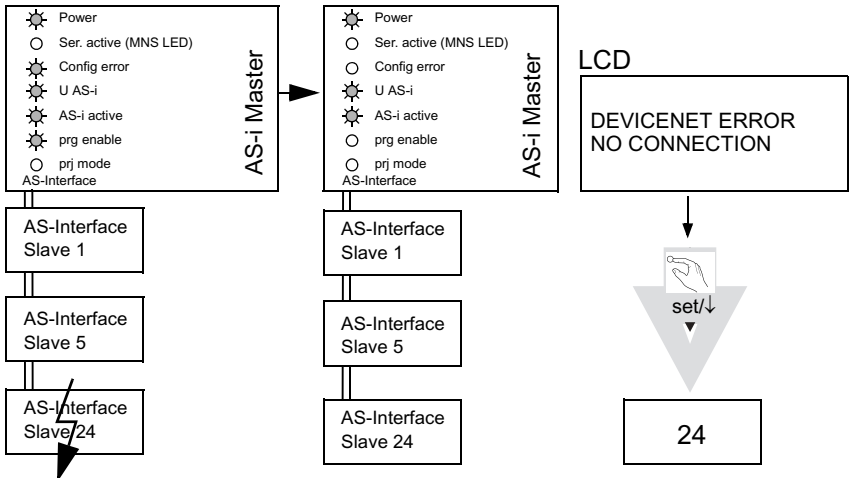 Power
Ser. active (MNS LED)
Config error
U AS-i
AS-i active
prg enable
prj mode
AS-Interface
AS-i Master
AS-Interface
Slave 1
AS-Interface
Slave 5
AS-Interface
Slave 24
Power
Ser. active (MNS LED)
Config error
U AS-i
AS-i active
prg enable
prj mode
AS-Interface
AS-i Master
AS-Interface
Slave 1
AS-Interface
Slave 5
AS-Interface
Slave 24
LCD
DEVICENET ERROR
NO CONNECTION
set/↓
24